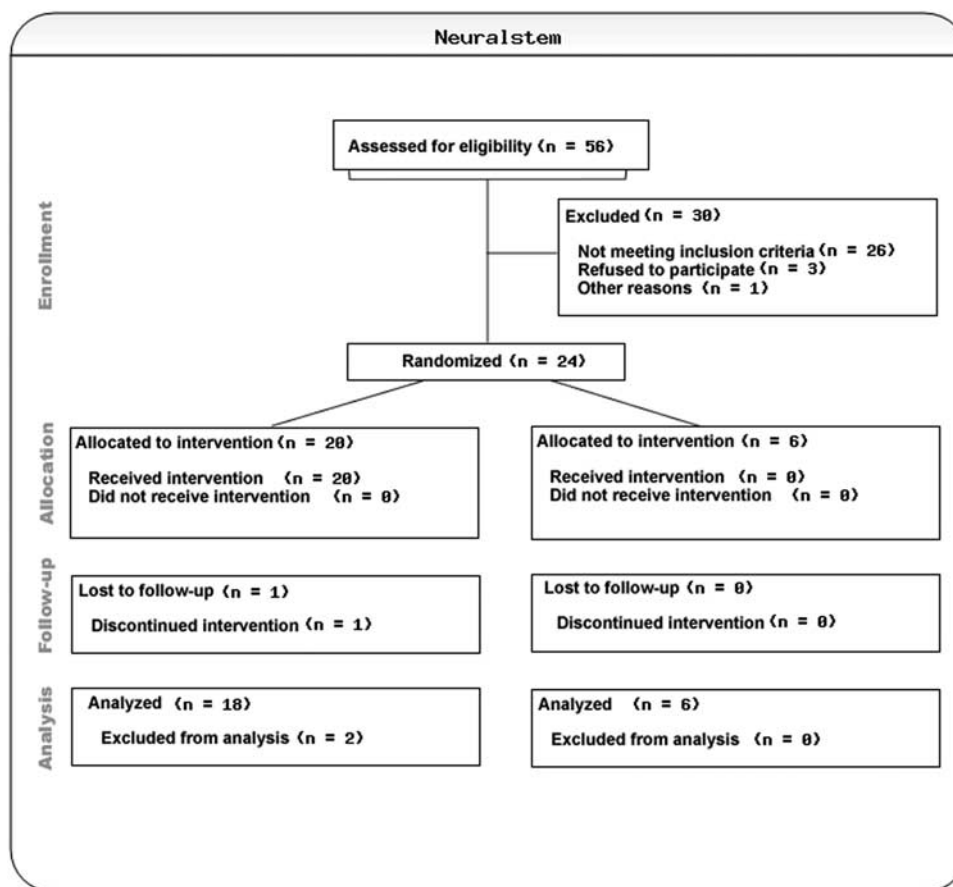 Neuralstem
Enrollment
Assessed for eligibility (n = 56)
Excluded (n = 30)
Not meeting inclusion criteria (n = 26)
Refused to participate (n = 3)
Other reasons (n = 1)
Randomized (n = 24)
Allocation
Allocated to intervention (n = 20)
Received intervention (n = 20)
Did not receive intervention (n = 0)
Allocated to intervention (n = 6)
Received intervention (n = 0)
Did not receive intervention (n = 0)
Follow-up
Lost to follow-up (n = 1)
Discontinued intervention (n = 1)
Lost to follow-up (n = 0)
Discontinued intervention (n = 0)
Analysis
Analyzed (n = 18)
Excluded from analysis (n = 2)
Analyzed (n = 6)
Excluded from analysis (n = 0)